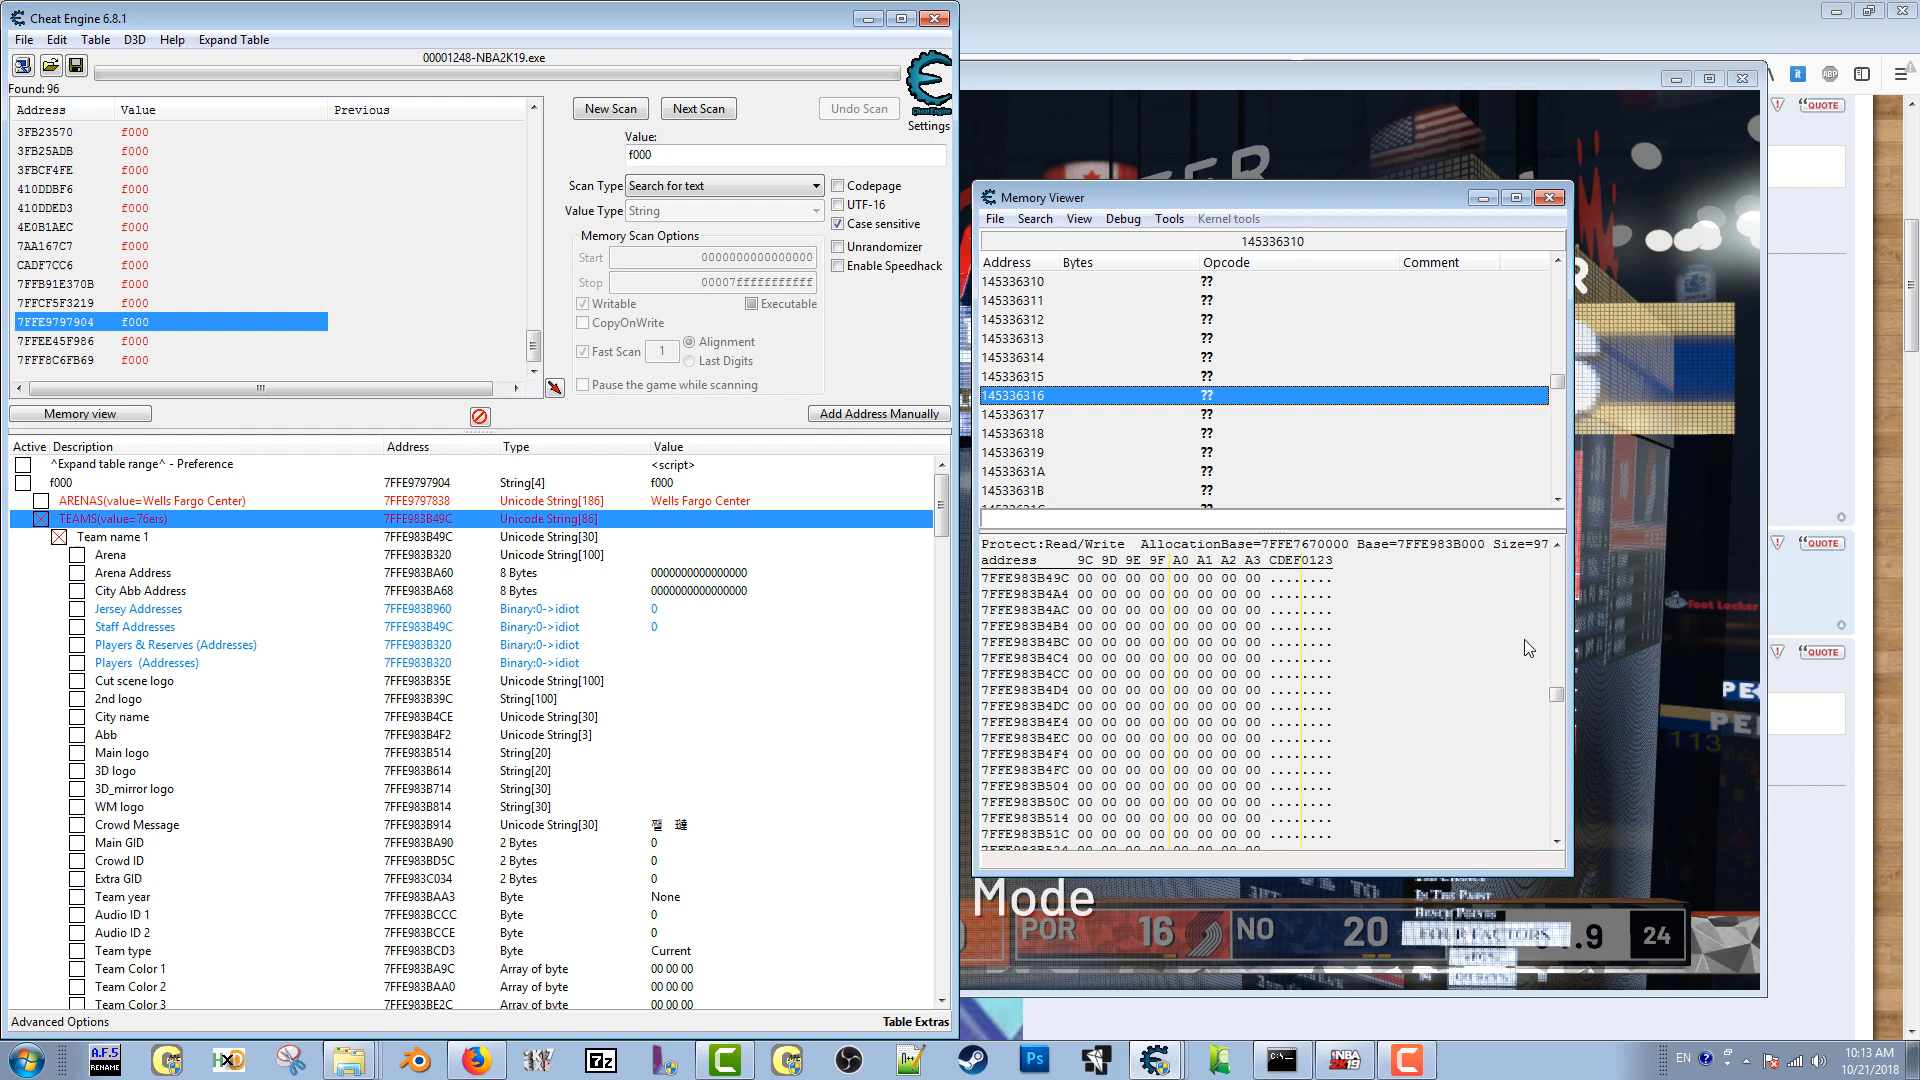 Cheat Engine 6.8.1
File Edit Table D3D Help Expand Table
00001248-NBA2K19.exe
Found: 96
Address Value Previous
3FB23570 f000
3FB25ADB f000
3FBCF4FE f000
410DDBF6 f000
410DDED3 f000
4E0B1AEC f000
7AA167C7 f000
CADF7CC6 f000
7FFB91E370B f000
7FFCF5F3219 f000
7FFE9797904 f000
7FFEE45F986 f000
7FFF8C6FB69 f000
New Scan Next Scan Undo Scan
Settings
Value:
f000
Scan Type Search for text
Value Type String
Codepage
UTF-16
Case sensitive
Memory Scan Options
Start 0000000000000000
Stop 00007fffffffffff
Writable Executable
CopyOnWrite
Fast Scan 1 Alignment
Last Digits
Pause the game while scanning
Unrandomizer
Enable Speedhack
Memory view Add Address Manually
Active Description Address Type Value
^Expand table range^ - Preference <script>
f000 7FFE9797904 String[4] f000
ARENAS(value=Wells Fargo Center) 7FFE9797838 Unicode String[186] Wells Fargo Center
TEAMS(value=76ers) 7FFE983B49C Unicode String[86]
Team name 1 7FFE983B49C Unicode String[30]
Arena 7FFE983B320 Unicode String[100]
Arena Address 7FFE983BA60 8 Bytes 0000000000000000
City Abb Address 7FFE983BA68 8 Bytes 0000000000000000
Jersey Addresses 7FFE983B960 Binary:0->idiot 0
Staff Addresses 7FFE983B49C Binary:0->idiot 0
Players & Reserves (Addresses) 7FFE983B320 Binary:0->idiot
Players (Addresses) 7FFE983B320 Binary:0->idiot
Cut scene logo 7FFE983B35E Unicode String[100]
2nd logo 7FFE983B39C String[100]
City name 7FFE983B4CE Unicode String[30]
Abb 7FFE983B4F2 Unicode String[3]
Main logo 7FFE983B514 String[20]
3D logo 7FFE983B614 String[20]
3D_mirror logo 7FFE983B714 String[30]
WM logo 7FFE983B814 String[30]
Crowd Message 7FFE983B914 Unicode String[30]
Main GID 7FFE983BA90 2 Bytes 0
Crowd ID 7FFE983BD5C 2 Bytes 0
Extra GID 7FFE983C034 2 Bytes 0
Team year 7FFE983BAA3 Byte None
Audio ID 1 7FFE983BCCC Byte 0
Audio ID 2 7FFE983BCCE Byte 0
Team type 7FFE983BCD3 Byte Current
Team Color 1 7FFE983BA9C Array of byte 00 00 00
Team Color 2 7FFE983BAA0 Array of byte 00 00 00
Team Color 3 7FFE983BE2C Array of byte 00 00 00
Advanced Options Table Extras
Memory Viewer
File Search View Debug Tools Kernel tools
145336310
Address Bytes Opcode Comment
145336310 ??
145336311 ??
145336312 ??
145336313 ??
145336314 ??
145336315 ??
145336316 ??
145336317 ??
145336318 ??
145336319 ??
14533631A ??
14533631B ??
14533631C ??
Protect:Read/Write AllocationBase=7FFE7670000 Base=7FFE983B000 Size=97
address 9C 9D 9E 9F A0 A1 A2 A3 CDEF0123
7FFE983B49C 00 00 00 00 00 00 00 00 ........
7FFE983B4A4 00 00 00 00 00 00 00 00 ........
7FFE983B4AC 00 00 00 00 00 00 00 00 ........
7FFE983B4B4 00 00 00 00 00 00 00 00 ........
7FFE983B4BC 00 00 00 00 00 00 00 00 ........
7FFE983B4C4 00 00 00 00 00 00 00 00 ........
7FFE983B4CC 00 00 00 00 00 00 00 00 ........
7FFE983B4D4 00 00 00 00 00 00 00 00 ........
7FFE983B4DC 00 00 00 00 00 00 00 00 ........
7FFE983B4E4 00 00 00 00 00 00 00 00 ........
7FFE983B4EC 00 00 00 00 00 00 00 00 ........
7FFE983B4F4 00 00 00 00 00 00 00 00 ........
7FFE983B4FC 00 00 00 00 00 00 00 00 ........
7FFE983B504 00 00 00 00 00 00 00 00 ........
7FFE983B50C 00 00 00 00 00 00 00 00 ........
7FFE983B514 00 00 00 00 00 00 00 00 ........
7FFE983B51C 00 00 00 00 00 00 00 00 ........
7FFE983B524 00 00 00 00 00 00 00 00
Mode
POR 16 NO 20 .9 24
FOUR FACTORS
Foot Locker
113
QUOTE
QUOTE
QUOTE
ABP
A.F.5
RENAME
7z
Ps
NBA
2K19
EN
10:13 AM
10/21/2018